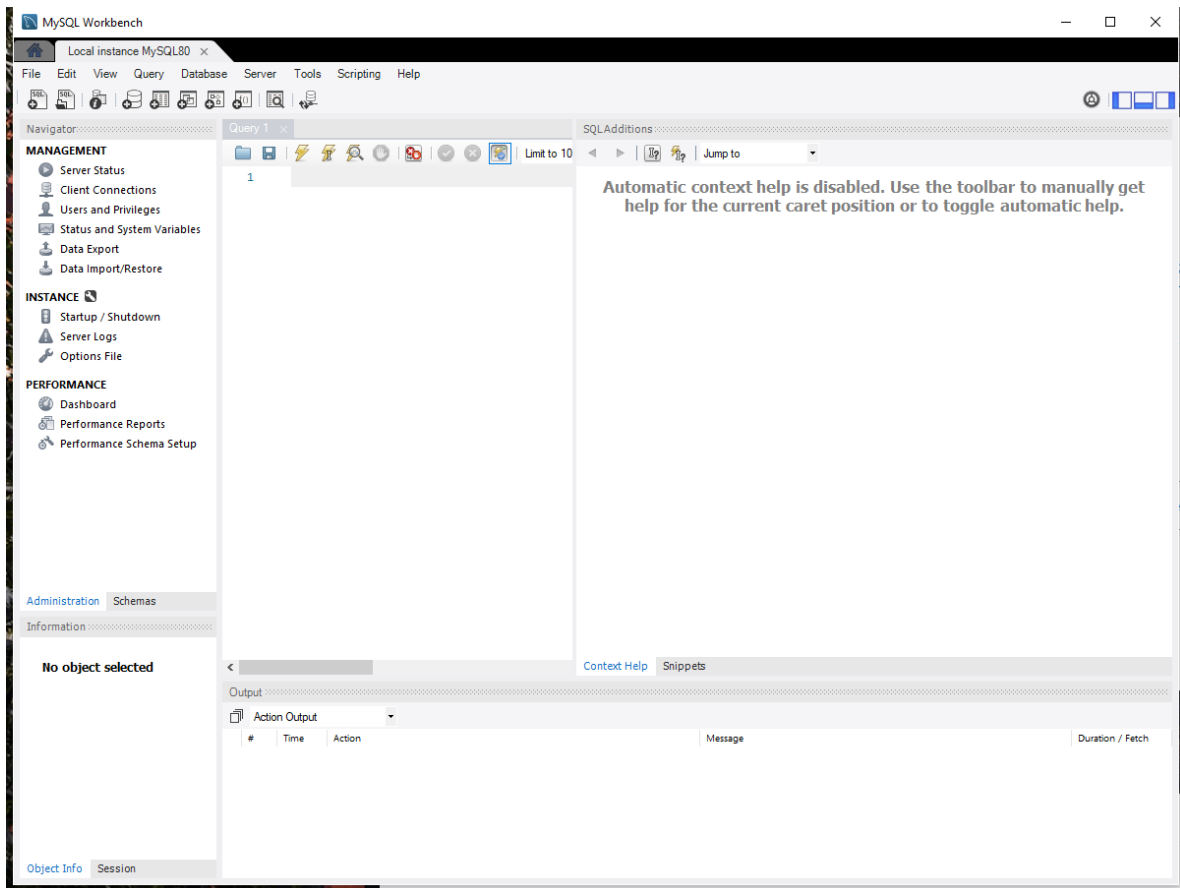 MySQL Workbench
Local instance MySQL80
File Edit View Query Database Server Tools Scripting Help
Navigator
MANAGEMENT
Server Status
Client Connections
Users and Privileges
Status and System Variables
Data Export
Data Import/Restore
INSTANCE
Startup / Shutdown
Server Logs
Options File
PERFORMANCE
Dashboard
Performance Reports
Performance Schema Setup
Administration Schemas
Information
No object selected
Object Info Session
Query 1
Limit to 10
1
SQLAdditions
Jump to
Automatic context help is disabled. Use the toolbar to manually get
help for the current caret position or to toggle automatic help.
Context Help Snippets
Output
Action Output
# Time Action Message Duration / Fetch